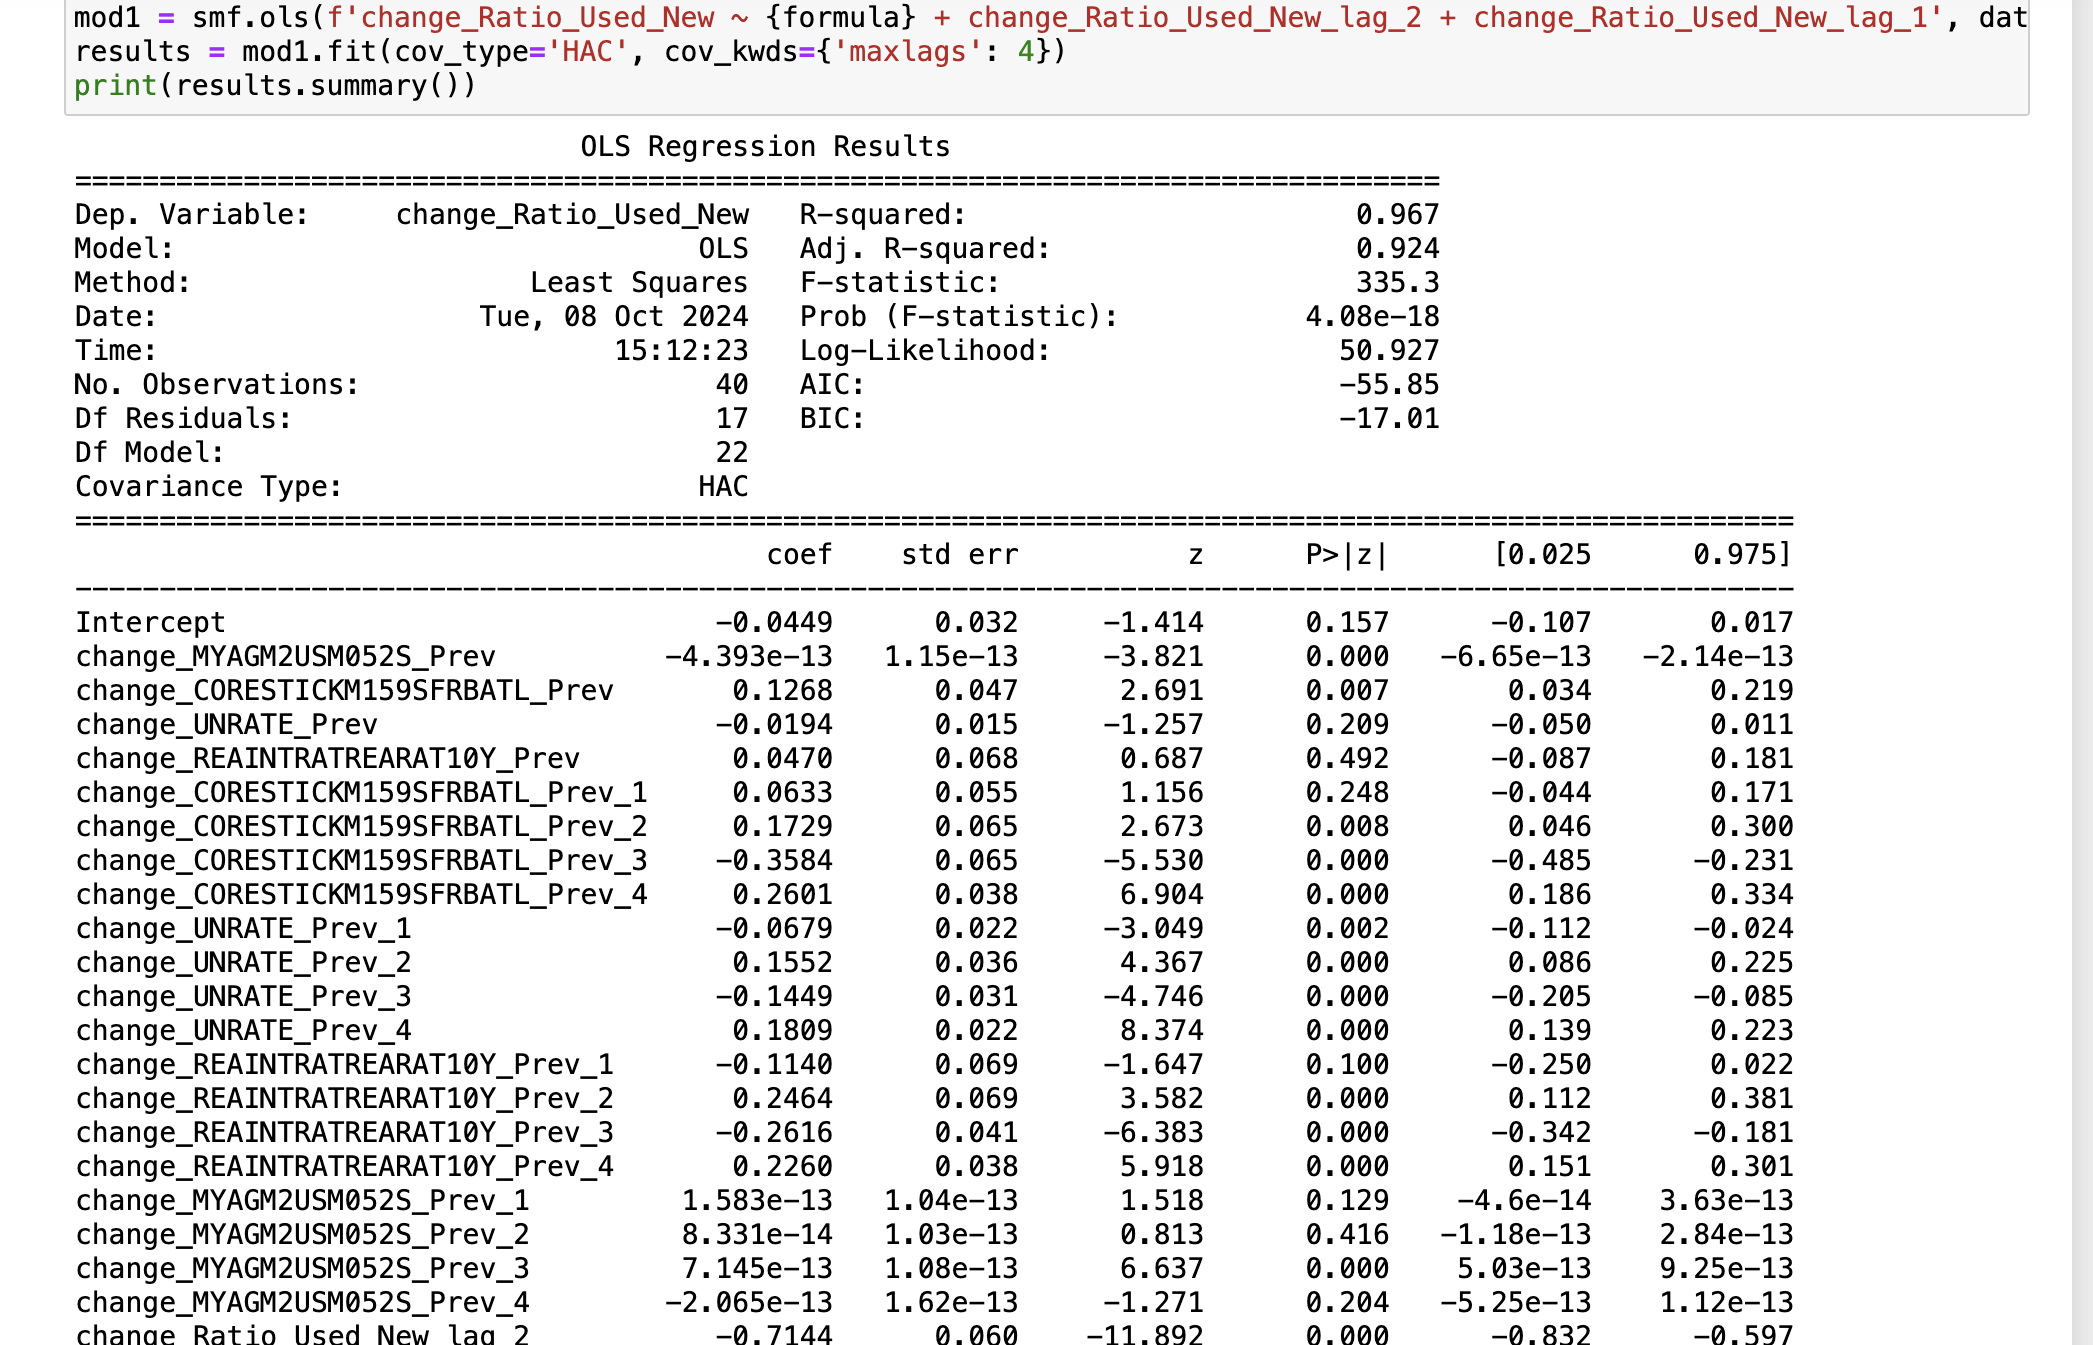 mod1 = smf.ols(f'change_Ratio_Used_New ~ {formula} + change_Ratio_Used_New_lag_2 + change_Ratio_Used_New_lag_1', dat
results = mod1.fit(cov_type='HAC', cov_kwds={'maxlags': 4})
print(results.summary())
OLS Regression Results
==============================================================================
Dep. Variable: change_Ratio_Used_New R-squared: 0.967
Model: OLS Adj. R-squared: 0.924
Method: Least Squares F-statistic: 335.3
Date: Tue, 08 Oct 2024 Prob (F-statistic): 4.08e-18
Time: 15:12:23 Log-Likelihood: 50.927
No. Observations: 40 AIC: -55.85
Df Residuals: 17 BIC: -17.01
Df Model: 22
Covariance Type: HAC
======================================================================================================
coef std err z P>|z| [0.025 0.975]
------------------------------------------------------------------------------------------------------
Intercept -0.0449 0.032 -1.414 0.157 -0.107 0.017
change_MYAGM2USM052S_Prev -4.393e-13 1.15e-13 -3.821 0.000 -6.65e-13 -2.14e-13
change_CORESTICKM159SFRBATL_Prev 0.1268 0.047 2.691 0.007 0.034 0.219
change_UNRATE_Prev -0.0194 0.015 -1.257 0.209 -0.050 0.011
change_REAINTRATREARAT10Y_Prev 0.0470 0.068 0.687 0.492 -0.087 0.181
change_CORESTICKM159SFRBATL_Prev_1 0.0633 0.055 1.156 0.248 -0.044 0.171
change_CORESTICKM159SFRBATL_Prev_2 0.1729 0.065 2.673 0.008 0.046 0.300
change_CORESTICKM159SFRBATL_Prev_3 -0.3584 0.065 -5.530 0.000 -0.485 -0.231
change_CORESTICKM159SFRBATL_Prev_4 0.2601 0.038 6.904 0.000 0.186 0.334
change_UNRATE_Prev_1 -0.0679 0.022 -3.049 0.002 -0.112 -0.024
change_UNRATE_Prev_2 0.1552 0.036 4.367 0.000 0.086 0.225
change_UNRATE_Prev_3 -0.1449 0.031 -4.746 0.000 -0.205 -0.085
change_UNRATE_Prev_4 0.1809 0.022 8.374 0.000 0.139 0.223
change_REAINTRATREARAT10Y_Prev_1 -0.1140 0.069 -1.647 0.100 -0.250 0.022
change_REAINTRATREARAT10Y_Prev_2 0.2464 0.069 3.582 0.000 0.112 0.381
change_REAINTRATREARAT10Y_Prev_3 -0.2616 0.041 -6.383 0.000 -0.342 -0.181
change_REAINTRATREARAT10Y_Prev_4 0.2260 0.038 5.918 0.000 0.151 0.301
change_MYAGM2USM052S_Prev_1 1.583e-13 1.04e-13 1.518 0.129 -4.6e-14 3.63e-13
change_MYAGM2USM052S_Prev_2 8.331e-14 1.03e-13 0.813 0.416 -1.18e-13 2.84e-13
change_MYAGM2USM052S_Prev_3 7.145e-13 1.08e-13 6.637 0.000 5.03e-13 9.25e-13
change_MYAGM2USM052S_Prev_4 -2.065e-13 1.62e-13 -1.271 0.204 -5.25e-13 1.12e-13
change_Ratio_Used_New_lag_2 -0.7144 0.060 -11.892 0.000 -0.832 -0.597